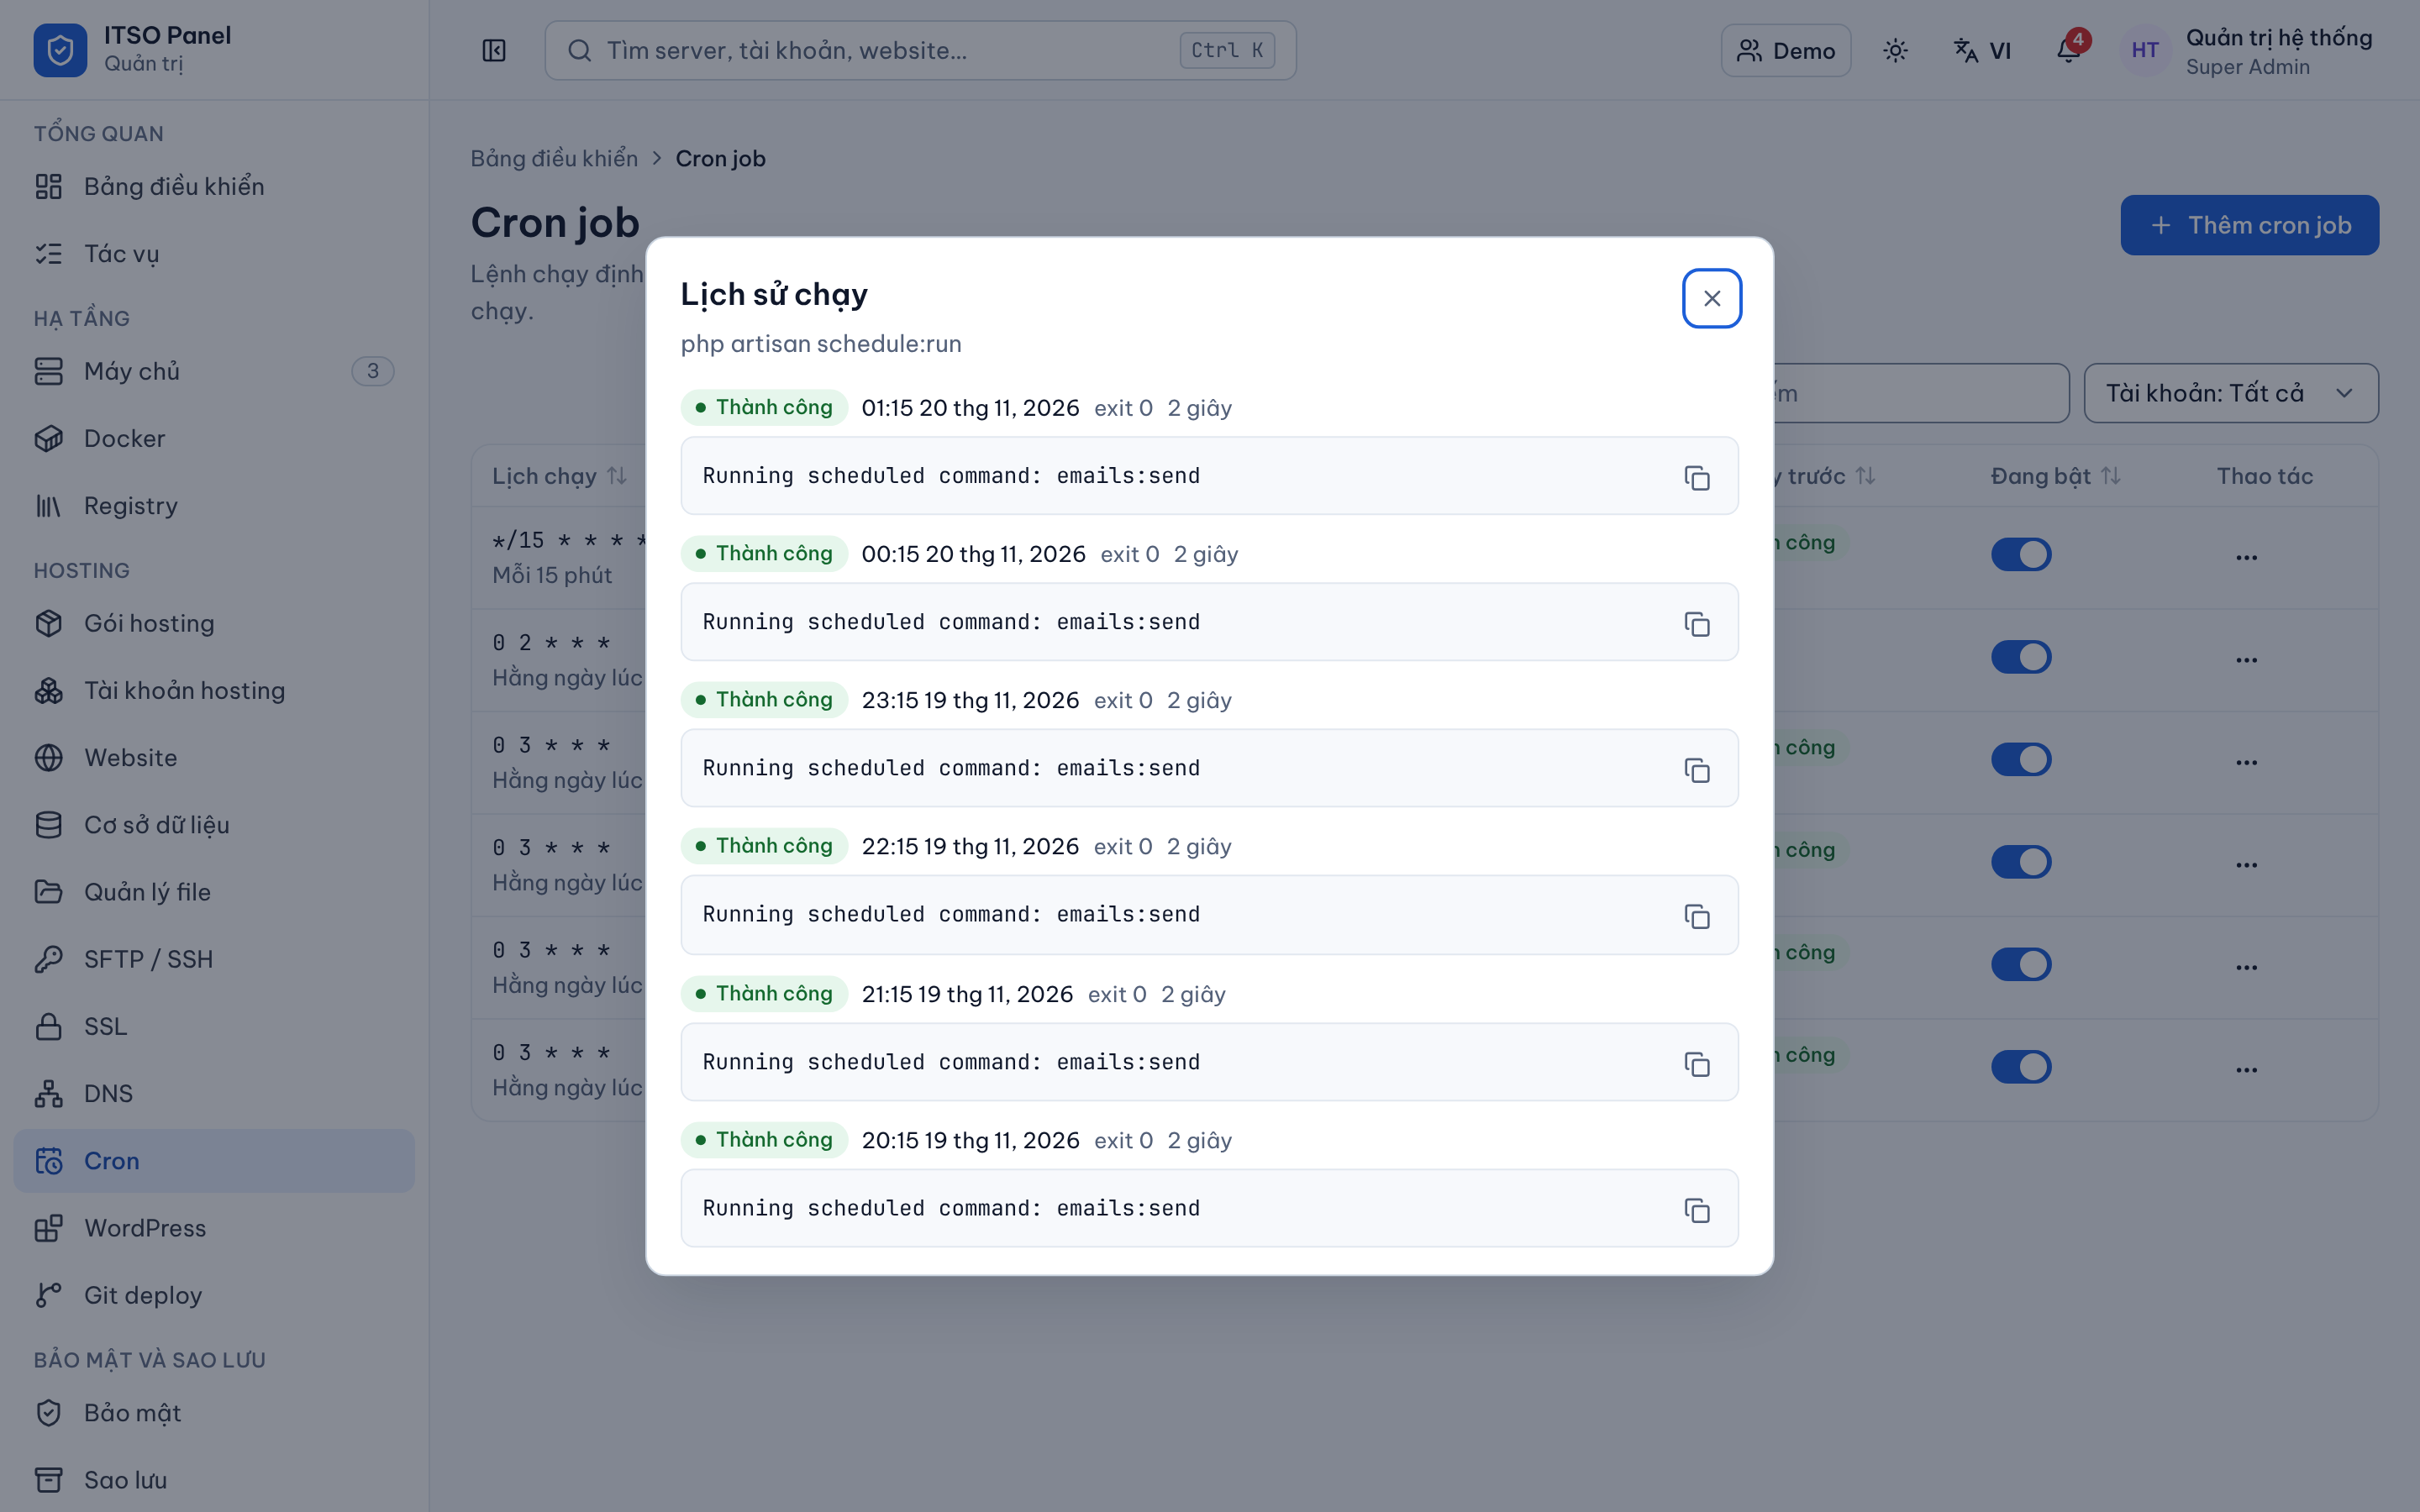 ITSO Panel
Quản trị
Tìm server, tài khoản, website...
Ctrl K
Demo
VI
4
HT
Quản trị hệ thống
Super Admin
TỔNG QUAN
Bảng điều khiển
Tác vụ
HẠ TẦNG
Máy chủ
3
Docker
Registry
HOSTING
Gói hosting
Tài khoản hosting
Website
Cơ sở dữ liệu
Quản lý file
SFTP / SSH
SSL
DNS
Cron
WordPress
Git deploy
BẢO MẬT VÀ SAO LƯU
Bảo mật
Sao lưu
Bảng điều khiển > Cron job
Cron job
Thêm cron job
Lệnh chạy định
chạy.
Tài khoản: Tất cả
Lịch chạy
trước
Đang bật
Thao tác
*/15 * * * *
Mỗi 15 phút
công
0 2 * * *
Hằng ngày lúc
0 3 * * *
Hằng ngày lúc
công
0 3 * * *
Hằng ngày lúc
công
0 3 * * *
Hằng ngày lúc
công
0 3 * * *
Hằng ngày lúc
công
Lịch sử chạy
php artisan schedule:run
Thành công 01:15 20 thg 11, 2026 exit 0 2 giây
Running scheduled command: emails:send
Thành công 00:15 20 thg 11, 2026 exit 0 2 giây
Running scheduled command: emails:send
Thành công 23:15 19 thg 11, 2026 exit 0 2 giây
Running scheduled command: emails:send
Thành công 22:15 19 thg 11, 2026 exit 0 2 giây
Running scheduled command: emails:send
Thành công 21:15 19 thg 11, 2026 exit 0 2 giây
Running scheduled command: emails:send
Thành công 20:15 19 thg 11, 2026 exit 0 2 giây
Running scheduled command: emails:send